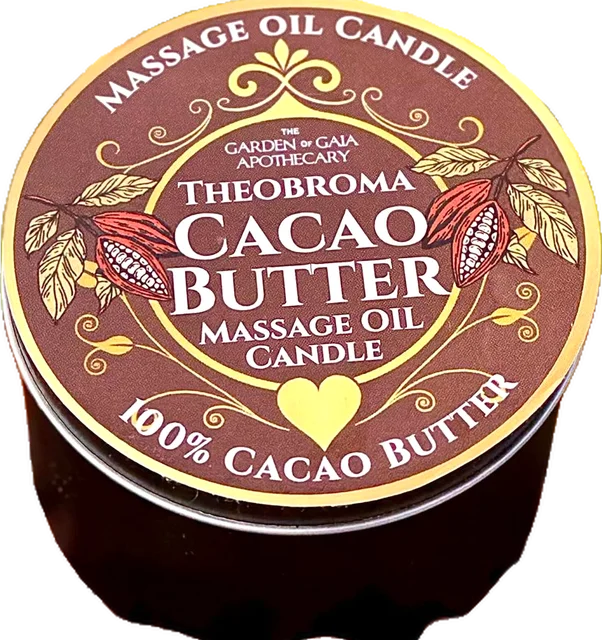 MASSAGE OIL CANDLE
THE
GARDEN OF GAIA
APOTHECARY
THEOBROMA
CACAO
BUTTER
MASSAGE OIL
CANDLE
100% CACAO BUTTER